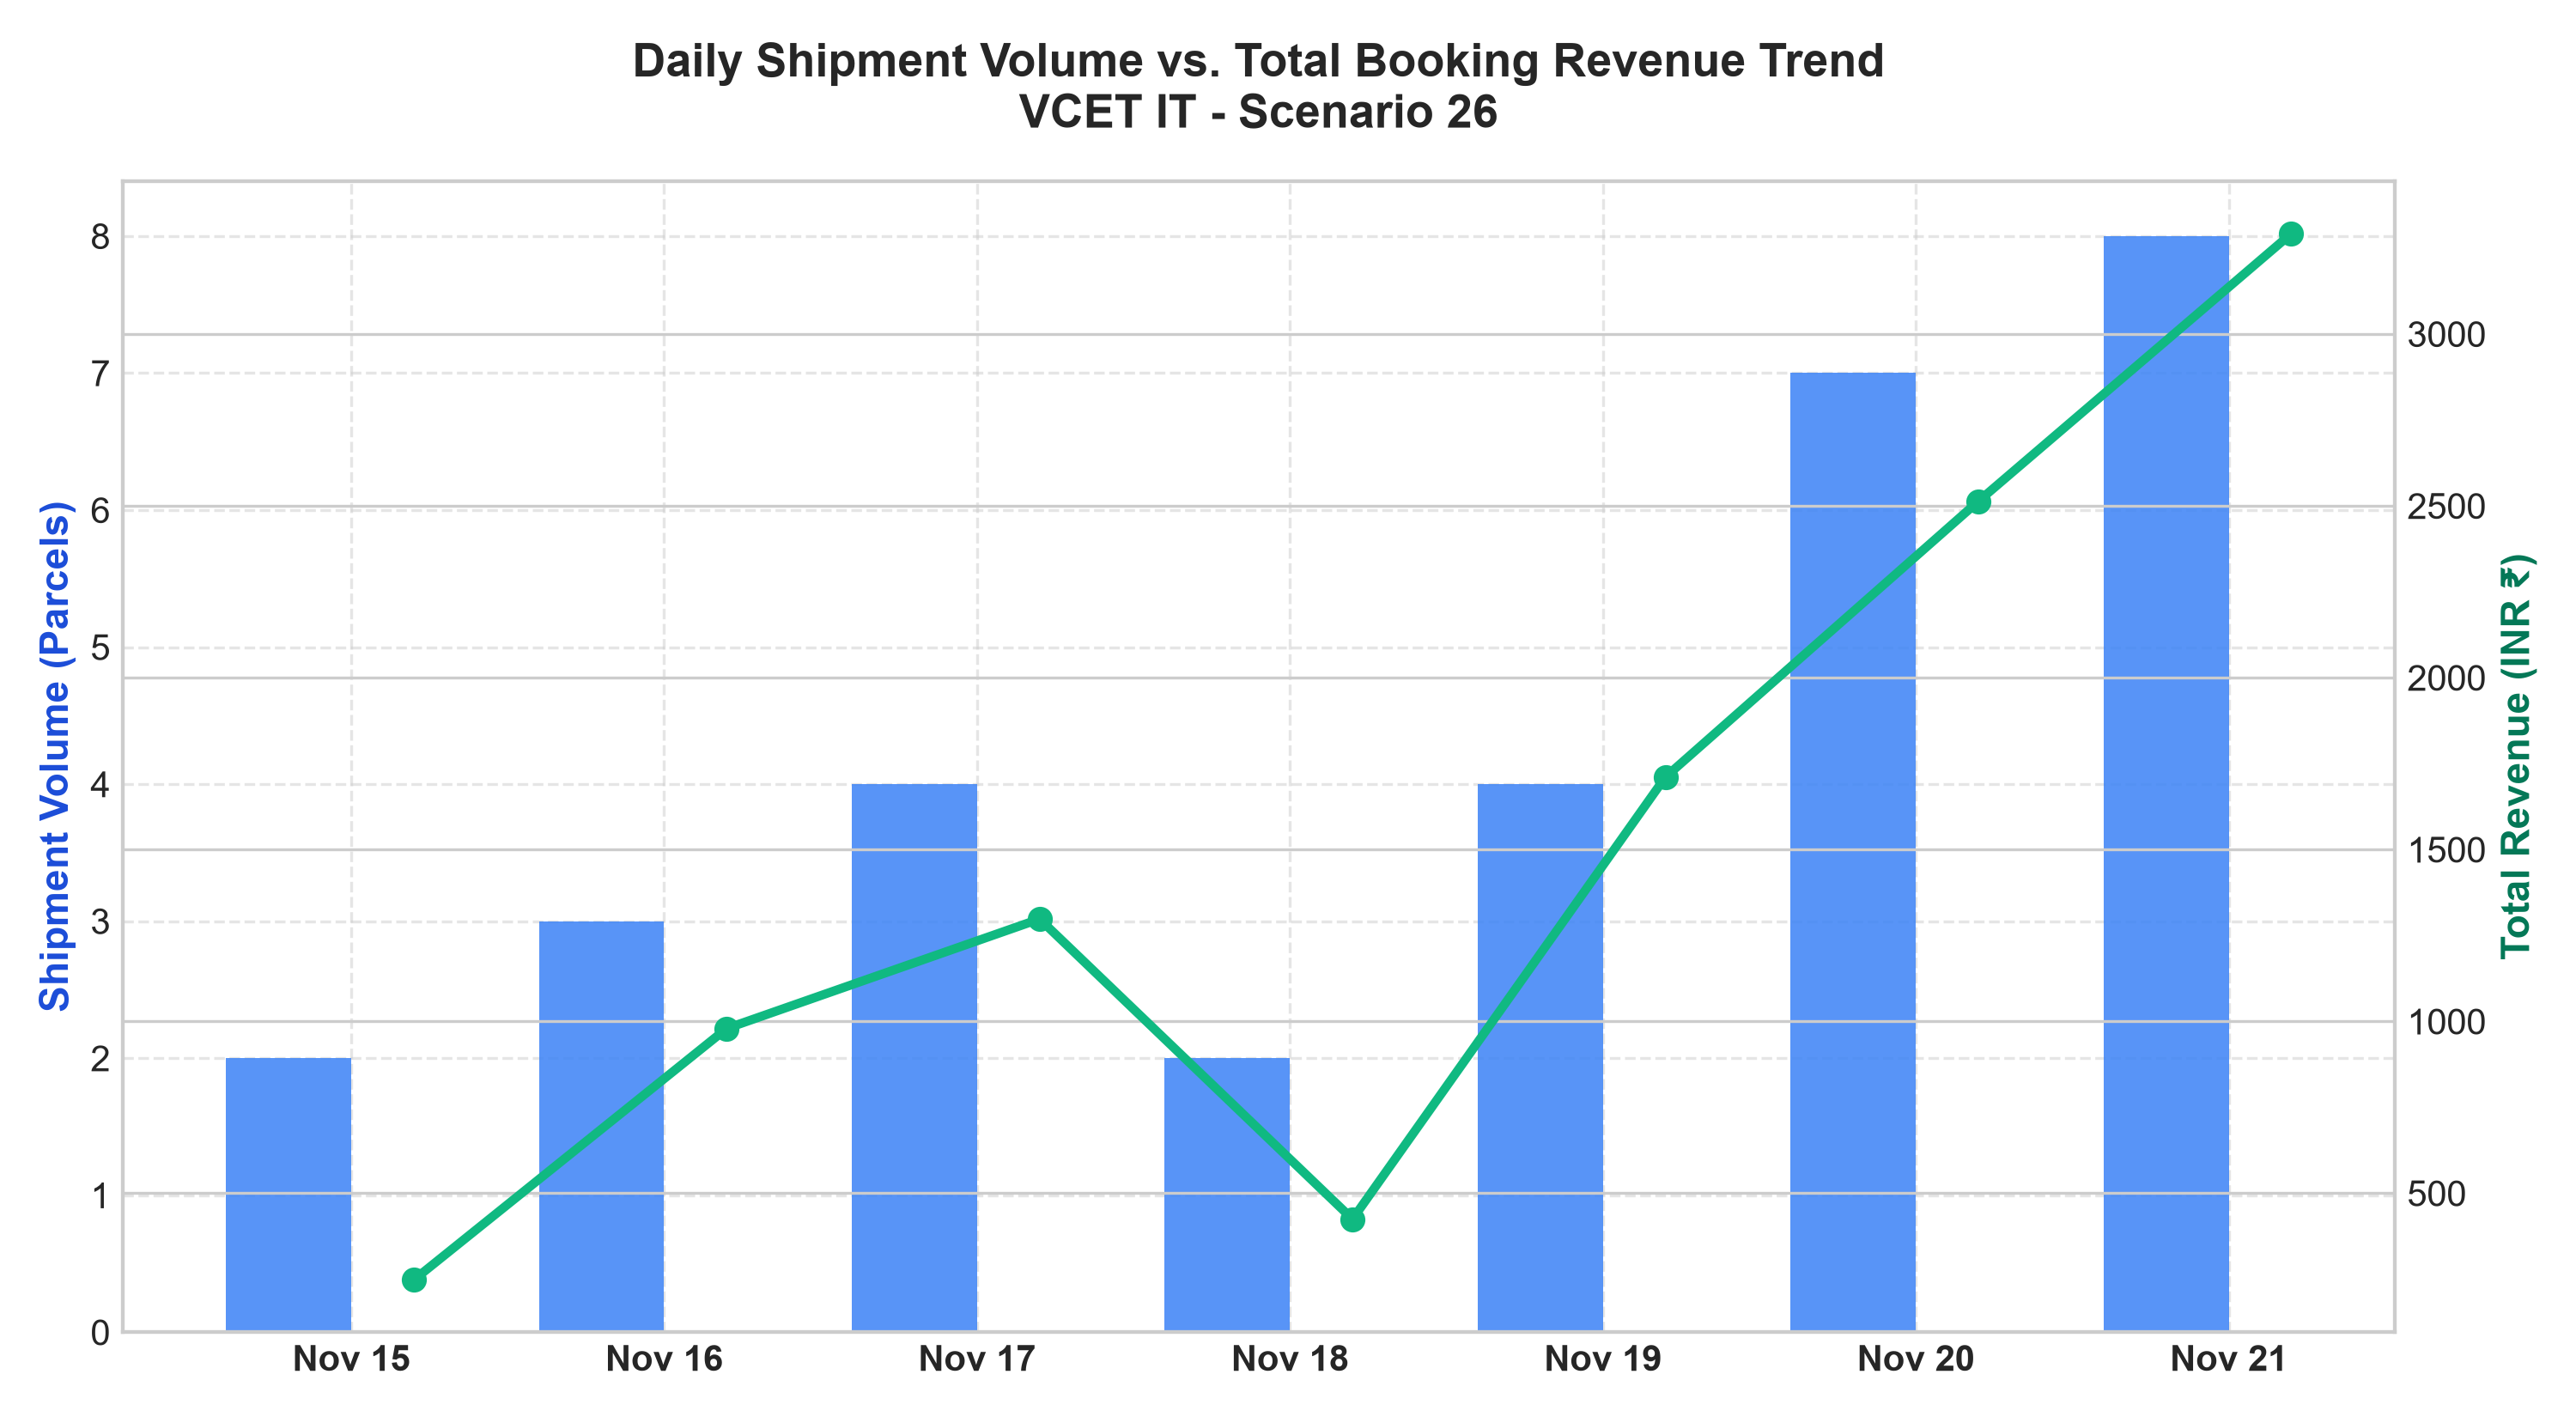 Daily Shipment Volume vs. Total Booking Revenue Trend
VCET IT - Scenario 26
Shipment Volume (Parcels)
8
7
6
5
4
3
2
1
0
3000
2500
2000
1500
1000
500
Total Revenue (INR ₹)
Nov 15
Nov 16
Nov 17
Nov 18
Nov 19
Nov 20
Nov 21